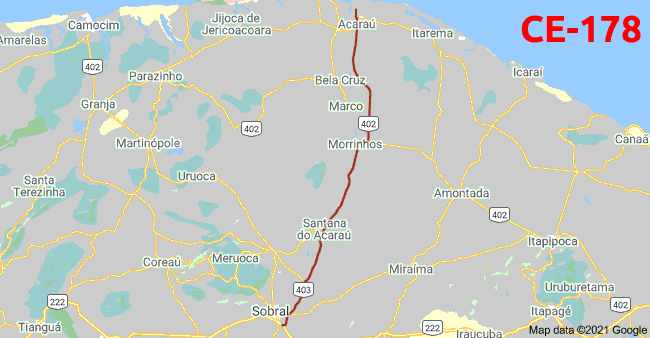 CE-178
Jijoca de
Jericoacoara
Acaraú
Camocim
Amarelas
Itarema
402
Parazinho
Bela Cruz
Icaraí
Granja
Marco
402
402
Martinópole
Morrinhos
Canaã
Santa
Terezinha
Uruoca
Amontada
402
Santana
do Acaraú
Itapipoca
Coreaú
Meruoca
Miraíma
403
Uruburetama
222
Sobral
Itapagé
402
Tianguá
222
Irauçuba
Map data ©2021 Google